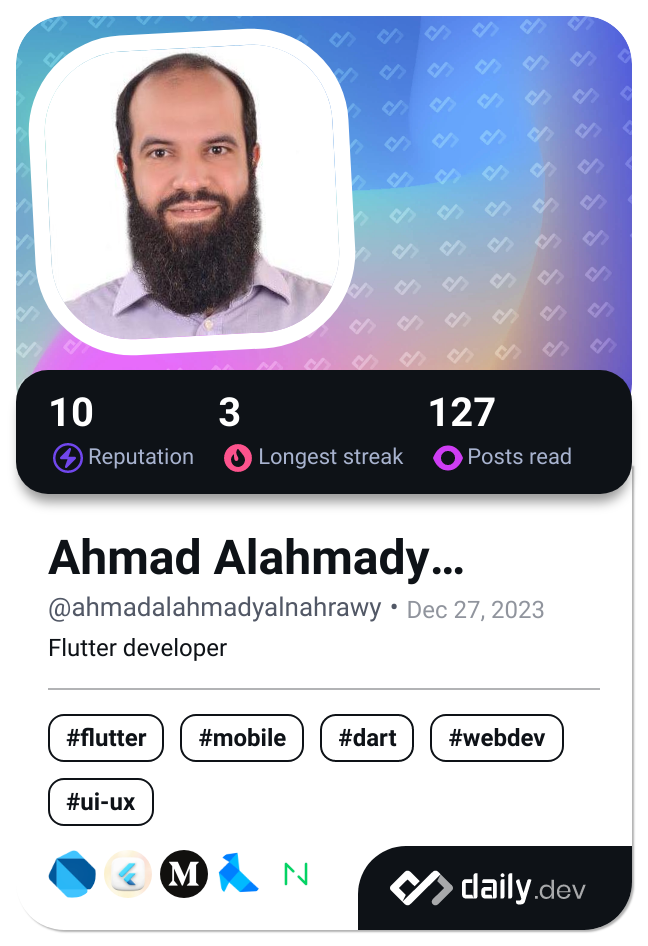 10 3 127
Reputation Longest streak Posts read
Ahmad Alahmady…
@ahmadalahmadyalnahrawy • Dec 27, 2023
Flutter developer
#flutter #mobile #dart #webdev
#ui-ux
M
daily.dev